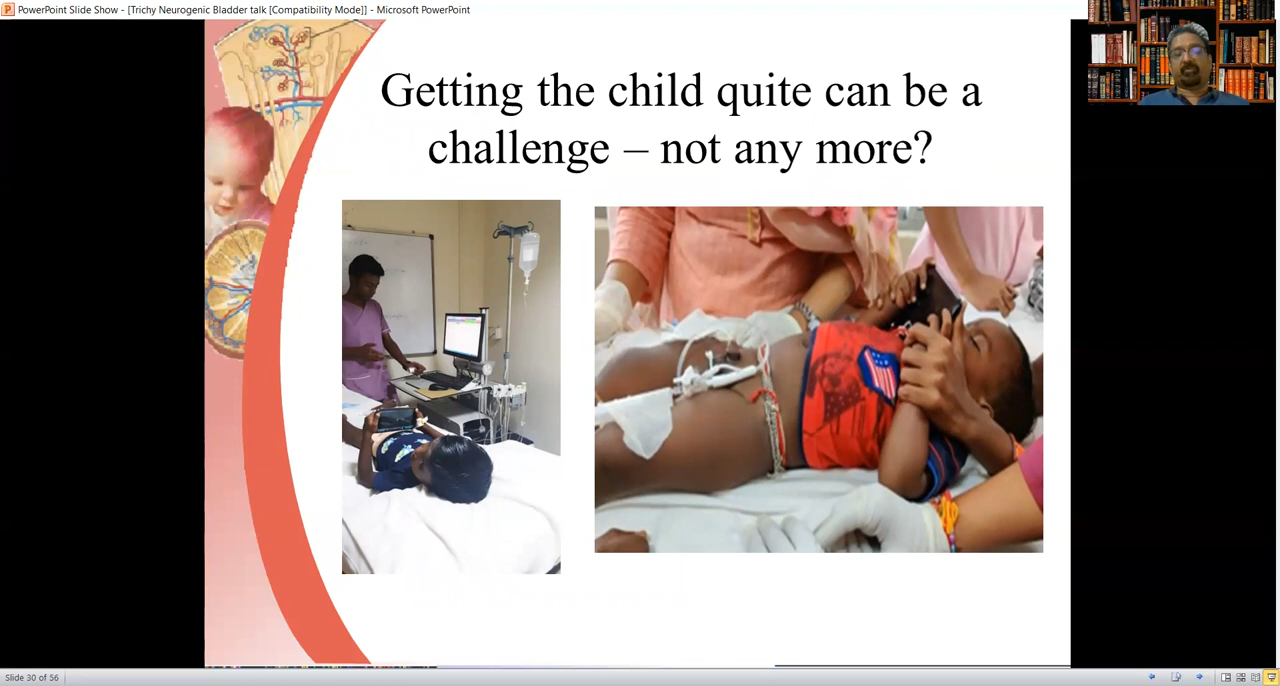 PowerPoint Slide Show - [Trichy Neurogenic Bladder talk [Compatibility Mode]] - Microsoft PowerPoint
Getting the child quite can be a
challenge – not any more?
Slide 30 of 56